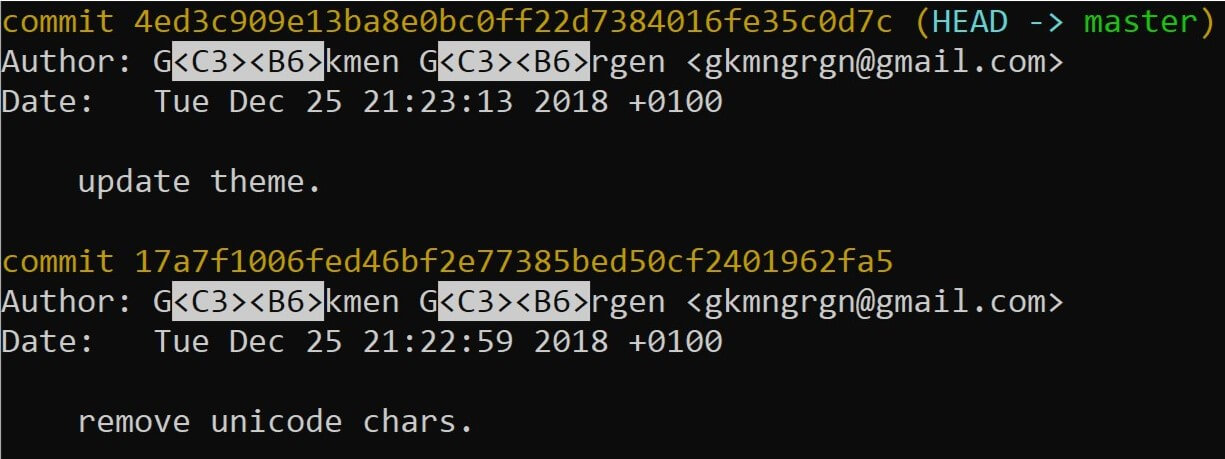 commit 4ed3c909e13ba8e0bc0ff22d7384016fe35c0d7c (HEAD -> master)
Author: G<C3><B6>kmen G<C3><B6>rgen <gkmngrgn@gmail.com>
Date:   Tue Dec 25 21:23:13 2018 +0100
    update theme.
commit 17a7f1006fed46bf2e77385bed50cf2401962fa5
Author: G<C3><B6>kmen G<C3><B6>rgen <gkmngrgn@gmail.com>
Date:   Tue Dec 25 21:22:59 2018 +0100
    remove unicode chars.